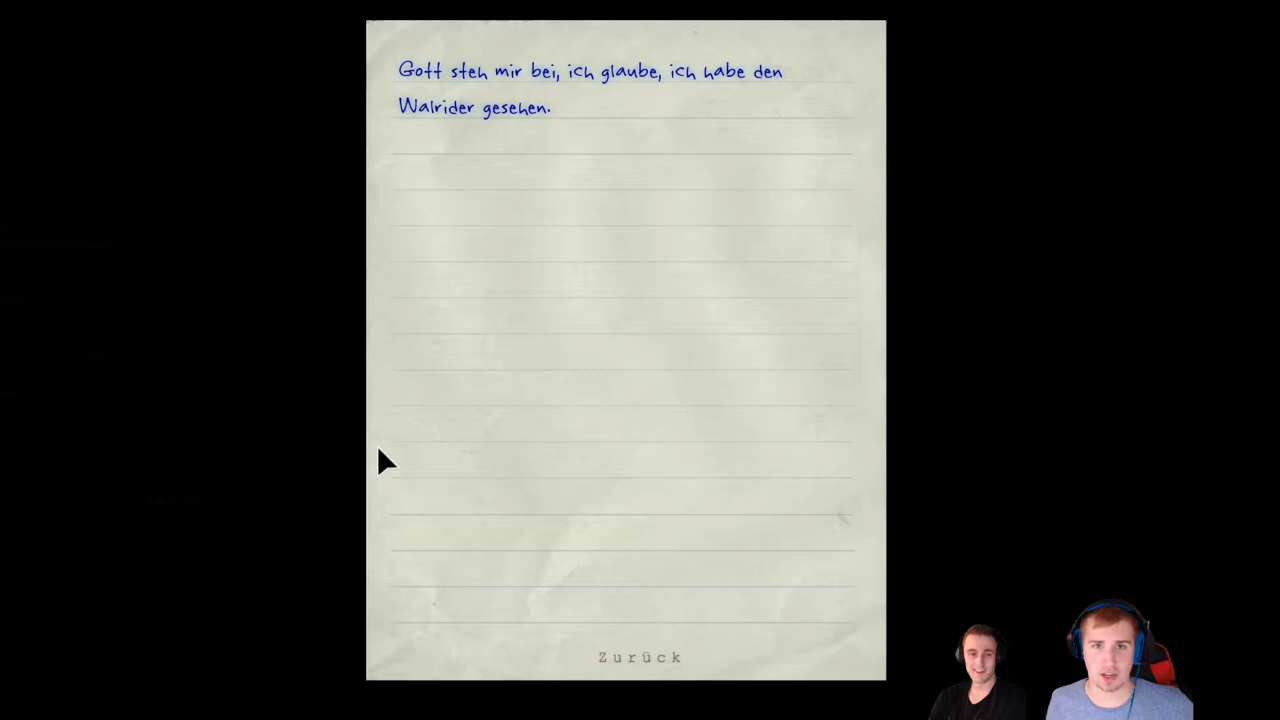 Gott steh mir bei, ich glaube, ich habe den
Walrider gesehen.
Zurück